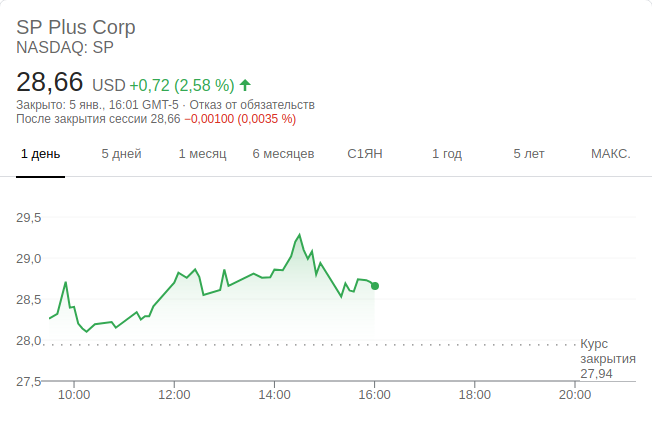 SP Plus Corp
NASDAQ: SP
28,66 USD +0,72 (2,58 %)
Закрыто: 5 янв., 16:01 GMT-5 · Отказ от обязательств
После закрытия сессии 28,66 −0,00100 (0,0035 %)
1 день 5 дней 1 месяц 6 месяцев С1ЯН 1 год 5 лет МАКС.
29,5
29,0
28,5
28,0
27,5
Курс
закрытия
27,94
10:00 12:00 14:00 16:00 18:00 20:00